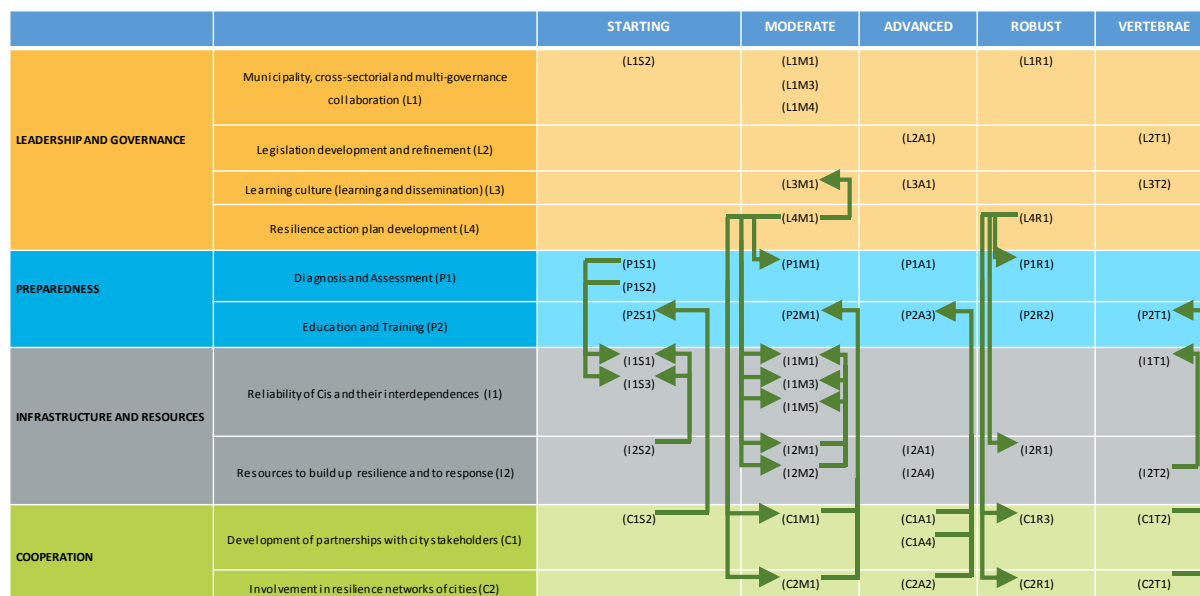 STARTING MODERATE ADVANCED ROBUST VERTEBRAE
LEADERSHIP AND GOVERNANCE
Municipality, cross-sectorial and multi-governance
collaboration (L1)
(L1S2) (L1M1) (L1R1)
(L1M3)
(L1M4)
Legislation development and refinement (L2)
(L2A1) (L2T1)
Learning culture (learning and dissemination) (L3)
(L3M1) (L3A1) (L3T2)
Resilience action plan development (L4)
(L4M1) (L4R1)
PREPAREDNESS
Diagnosis and Assessment (P1)
(P1S1) (P1M1) (P1A1) (P1R1)
(P1S2)
Education and Training (P2)
(P2S1) (P2M1) (P2A3) (P2R2) (P2T1)
INFRASTRUCTURE AND RESOURCES
Reliability of Cis and their interdependences (I1)
(I1S1) (I1M1) (I1T1)
(I1S3) (I1M3)
(I1M5)
Resources to build up resilience and to response (I2)
(I2S2) (I2M1) (I2A1) (I2R1)
(I2M2) (I2A4) (I2T2)
COOPERATION
Development of partnerships with city stakeholders (C1)
(C1S2) (C1M1) (C1A1) (C1R3) (C1T2)
(C1A4)
Involvement in resilience networks of cities (C2)
(C2M1) (C2A2) (C2R1) (C2T1)